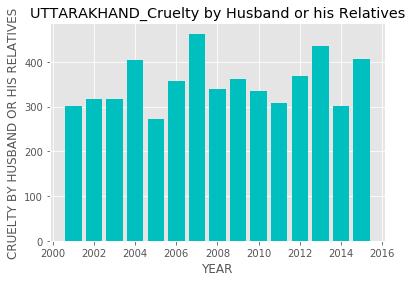 UTTARAKHAND_Cruelty by Husband or his Relatives
CRUELTY BY HUSBAND OR HIS RELATIVES
400
300
200
100
0
2000 2002 2004 2006 2008 2010 2012 2014 2016
YEAR